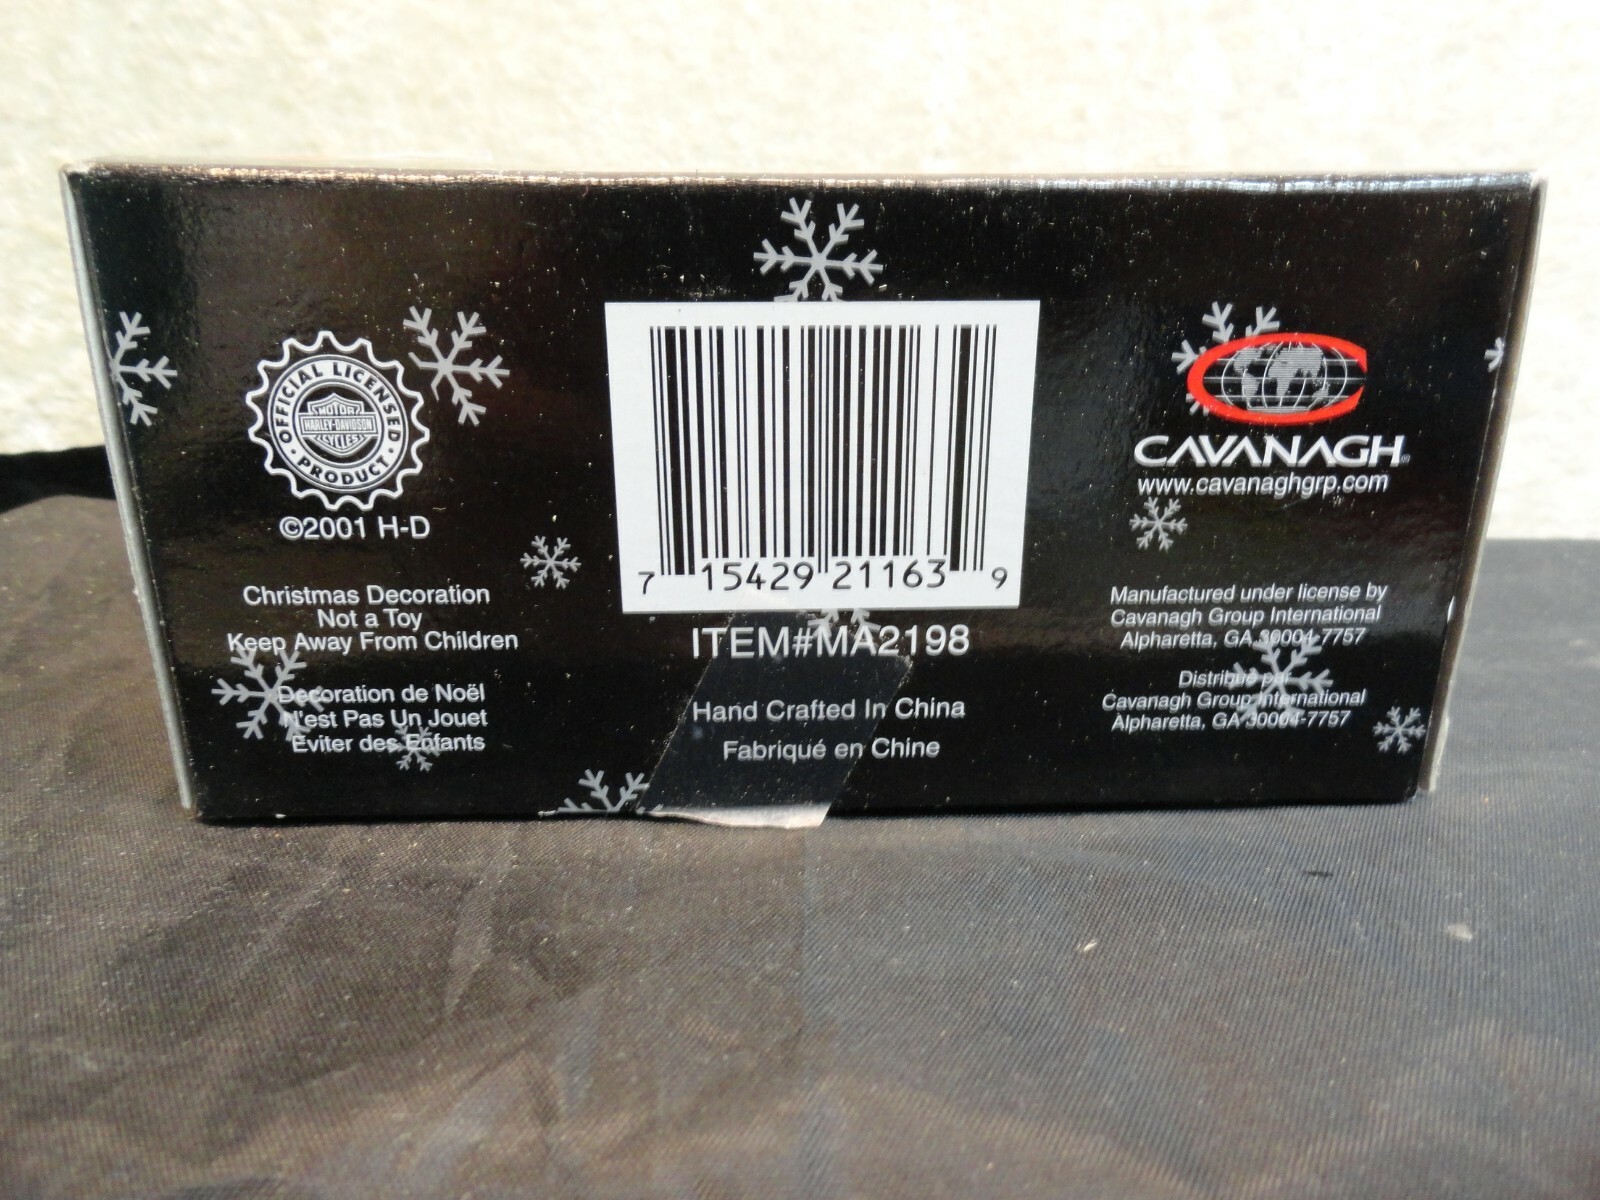 OFFICIAL LICENSED
MOTOR
HARLEY-DAVIDSON
CYCLES
PRODUCT
©2001 H-D
Christmas Decoration
Not a Toy
Keep Away From Children
Decoration de Noël
N'est Pas Un Jouet
Eviter des Enfants
7 15429 21163 9
ITEM#MA2198
Hand Crafted In China
Fabriqué en Chine
CAVANAGH®
www.cavanaghgrp.com
Manufactured under license by
Cavanagh Group International
Alpharetta, GA 30004-7757
Distribué par
Cavanagh Group International
Alpharetta, GA 30004-7757